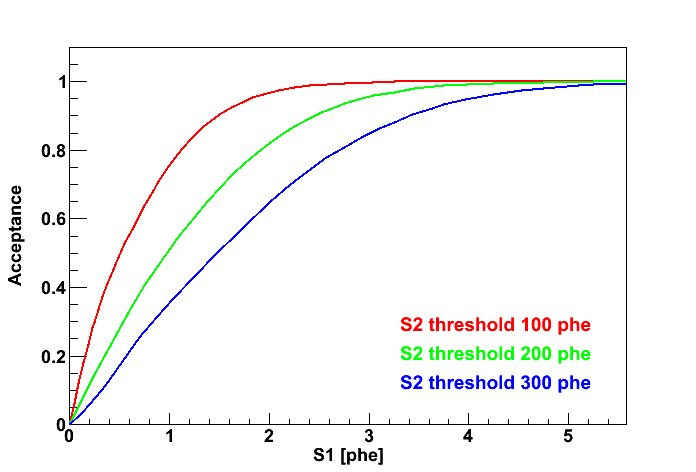 Acceptance
1
0.8
0.6
0.4
0.2
0
S2 threshold 100 phe
S2 threshold 200 phe
S2 threshold 300 phe
0 1 2 3 4 5
S1 [phe]